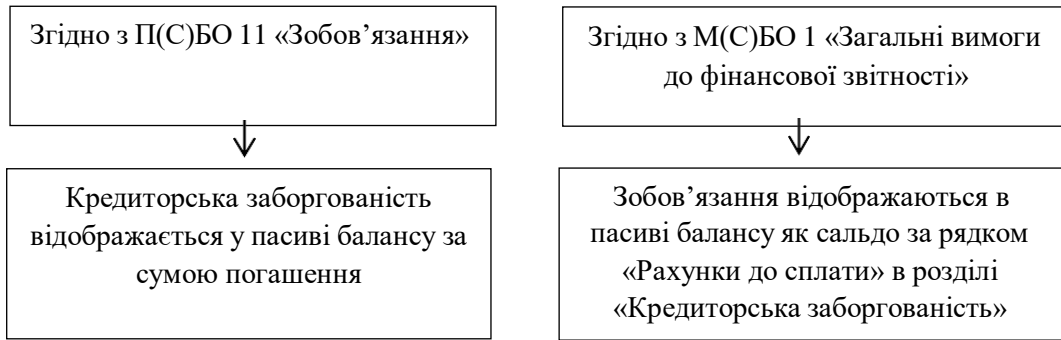 Згідно з П(С)БО 11 «Зобов’язання»
Згідно з М(С)БО 1 «Загальні вимоги
до фінансової звітності»
Кредиторська заборгованість
відображається у пасиві балансу за
сумою погашення
Зобов’язання відображаються в
пасиві балансу як сальдо за рядком
«Рахунки до сплати» в розділі
«Кредиторська заборгованість»